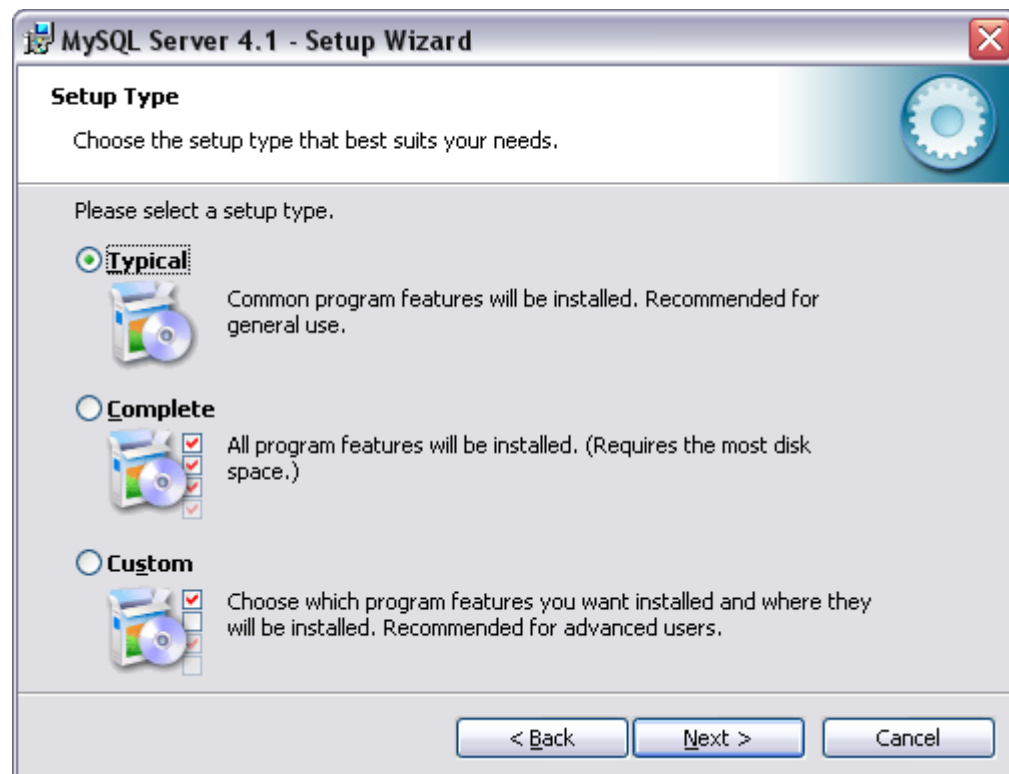 MySQL Server 4.1 - Setup Wizard
Setup Type
Choose the setup type that best suits your needs.
Please select a setup type.
Typical
Common program features will be installed. Recommended for
general use.
Complete
All program features will be installed. (Requires the most disk
space.)
Custom
Choose which program features you want installed and where they
will be installed. Recommended for advanced users.
< Back Next > Cancel